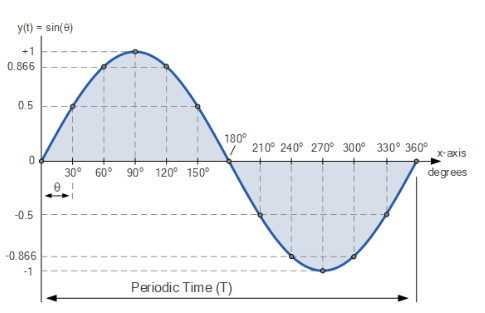 y(t) = sin(θ)
+1
0.866
0.5
0
-0.5
-0.866
-1
30° 60° 90° 120° 150°
180°
210° 240° 270° 300° 330° 360°
x-axis
degrees
θ
Periodic Time (T)